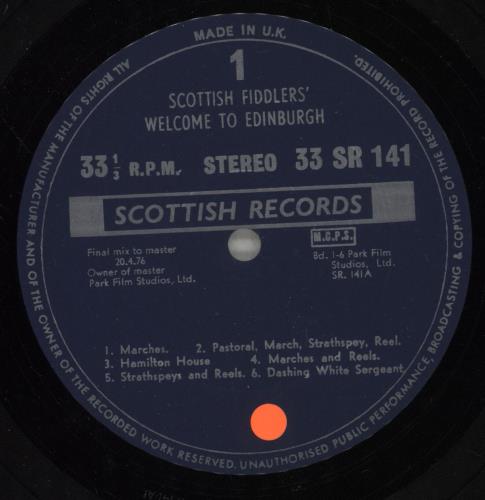 MADE IN U.K.
1
SCOTTISH FIDDLERS'
WELCOME TO EDINBURGH
33⅓ R.P.M. STEREO 33 SR 141
SCOTTISH RECORDS
Final mix to master
20.4.76
Owner of master
Park Film Studios, Ltd.
M.C.P.S.
Bd. 1-6 Park Film
Studios, Ltd.
SR. 141A
1. Marches. 2. Pastoral, March, Strathspey, Reel.
3. Hamilton House 4. Marches and Reels.
5. Strathspeys and Reels. 6. Dashing White Sergeant
ALL RIGHTS OF THE MANUFACTURER AND OF THE OWNER OF THE RECORDED WORK RESERVED. UNAUTHORISED PUBLIC PERFORMANCE, BROADCASTING & COPYING OF THE RECORD PROHIBITED.